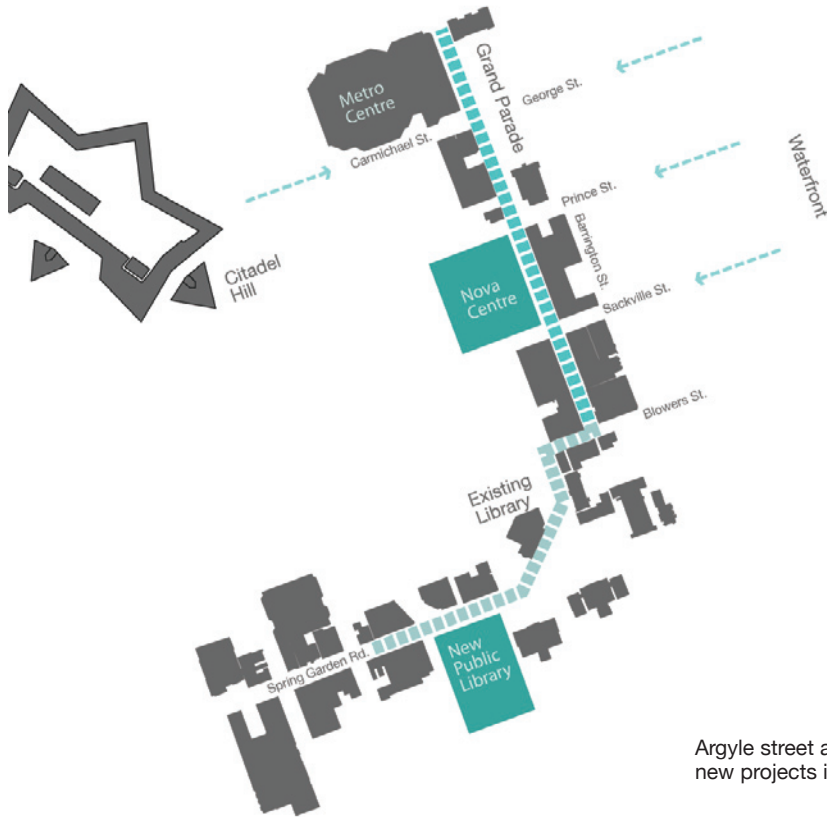 Metro
Centre
Grand Parade
George St.
Carmichael St.
Prince St.
Waterfront
Barrington St.
Citadel
Hill
Nova
Centre
Sackville St.
Blowers St.
Existing
Library
New
Public
Library
Spring Garden Rd.
Argyle street a
new projects i